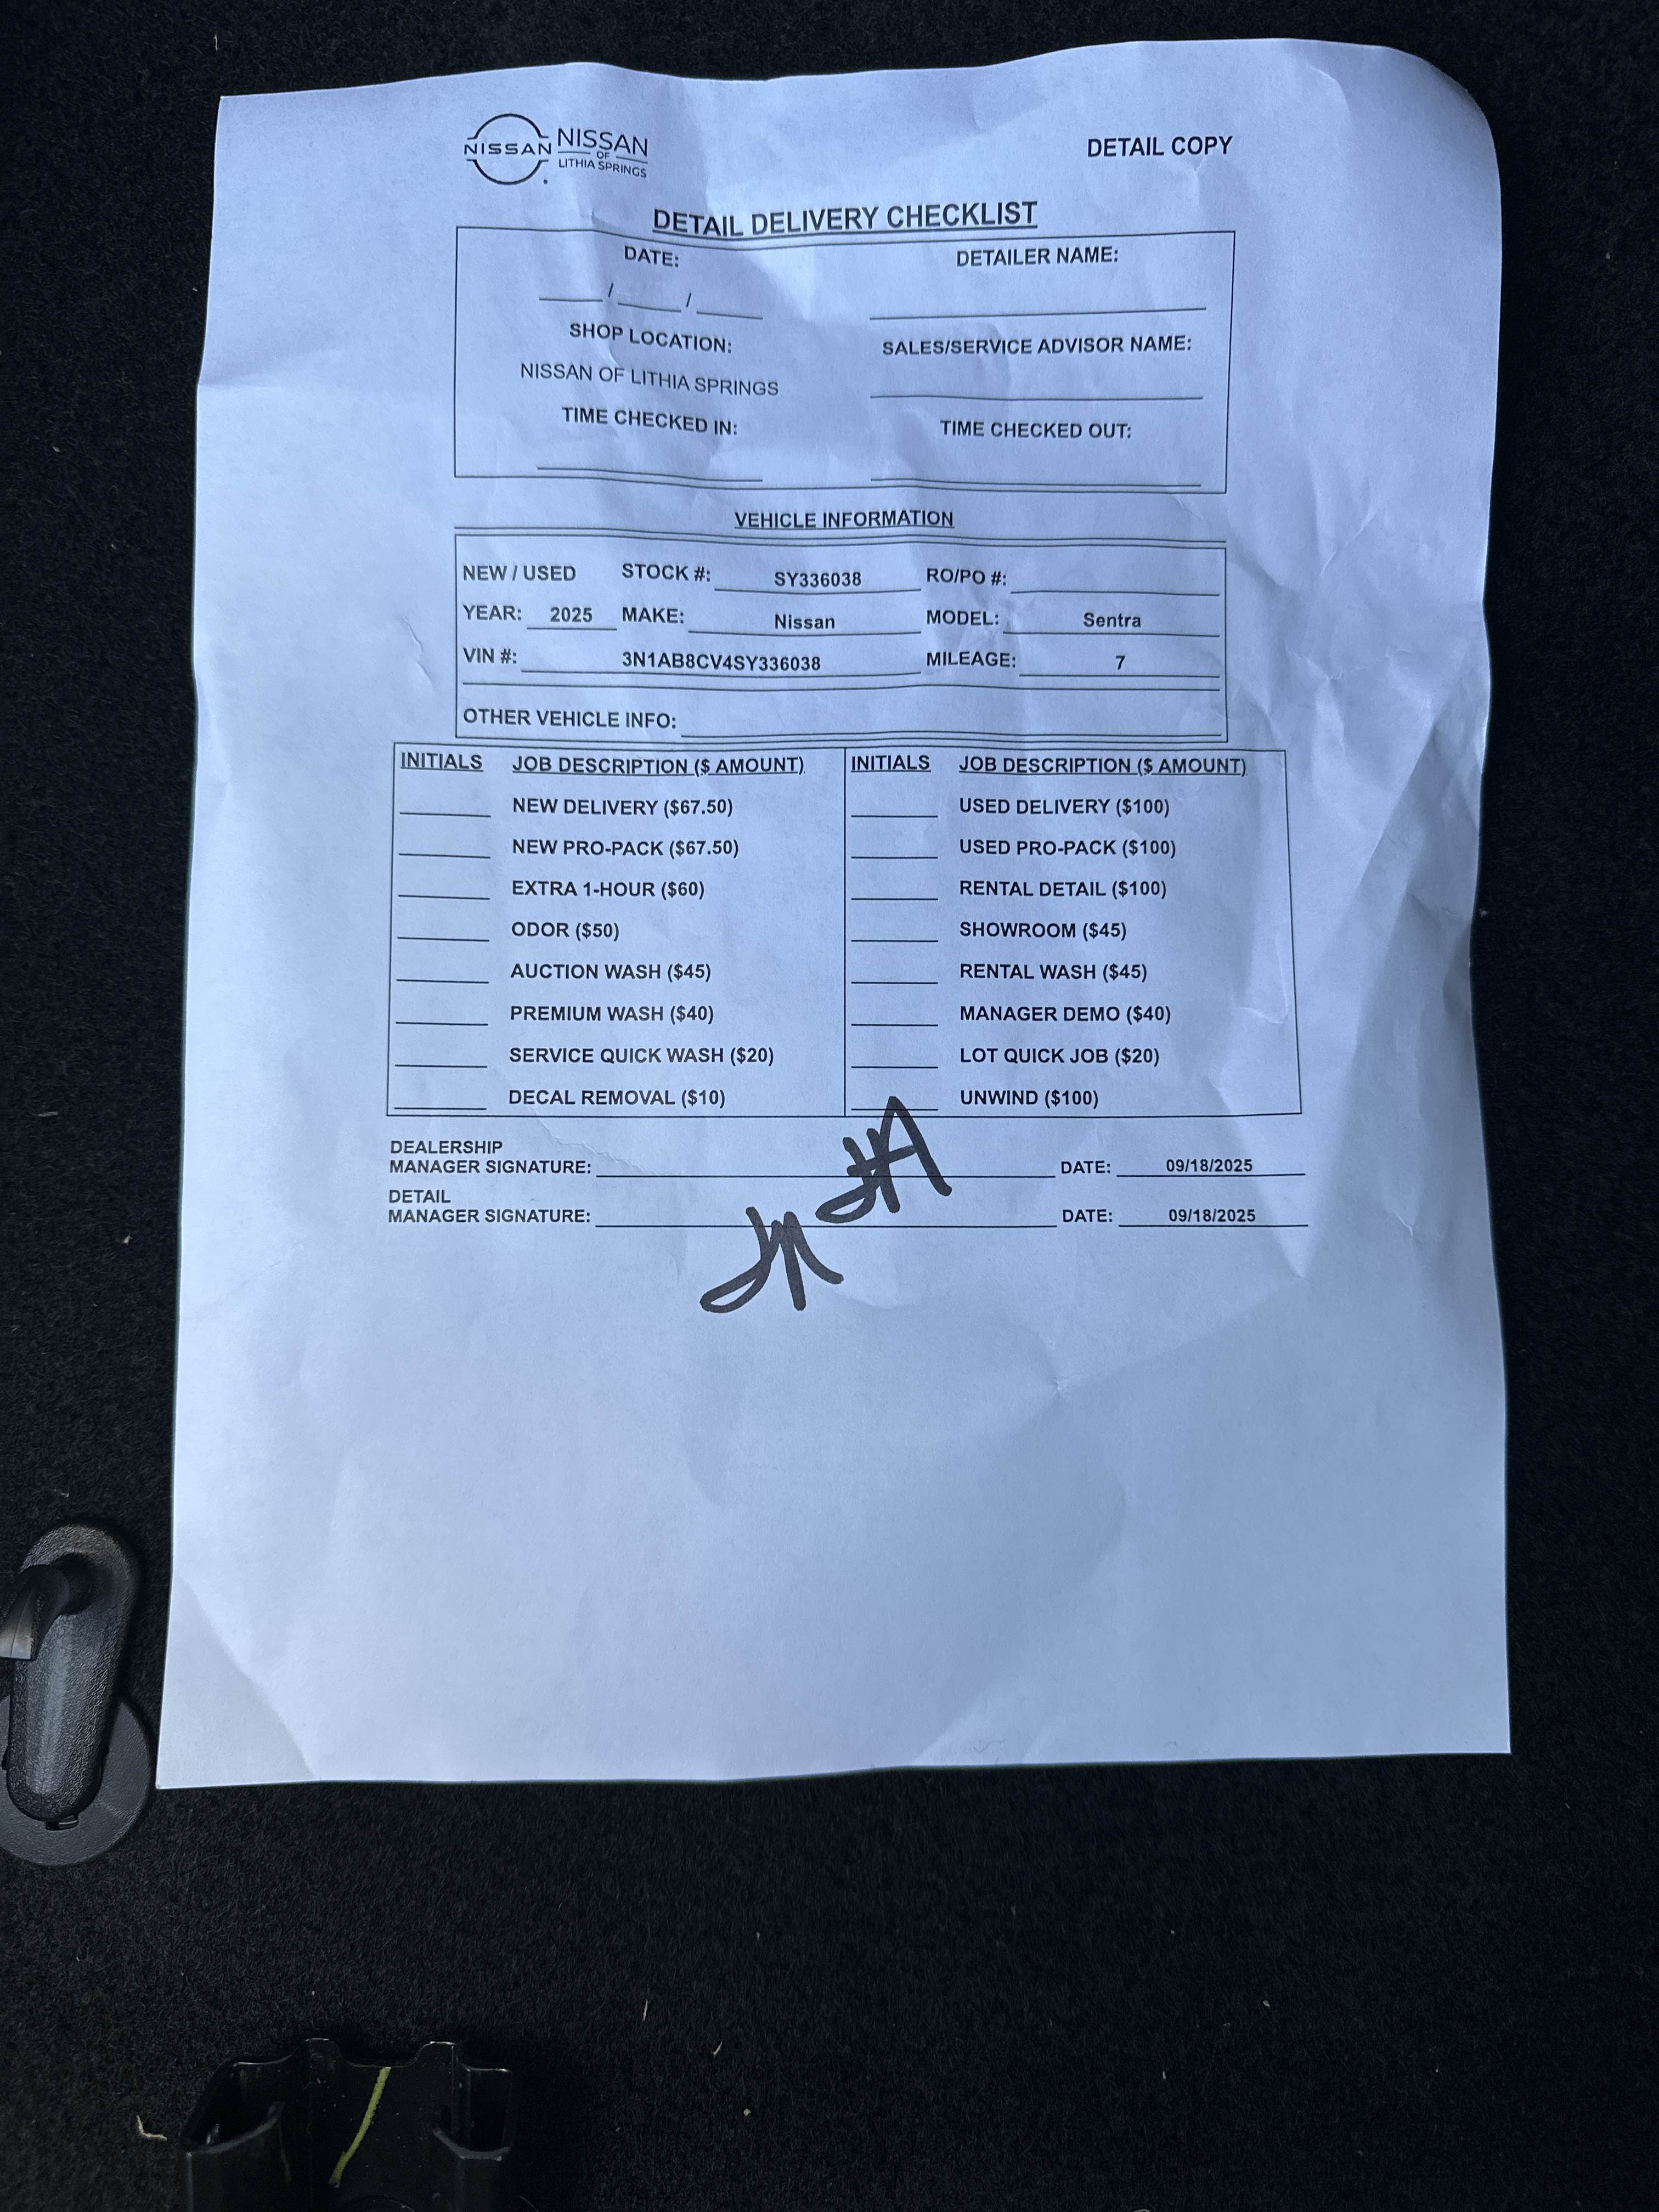 NISSAN NISSAN OF LITHIA SPRINGS
DETAIL COPY
DETAIL DELIVERY CHECKLIST
DATE: DETAILER NAME:
____/____/____ ____
SHOP LOCATION: SALES/SERVICE ADVISOR NAME:
NISSAN OF LITHIA SPRINGS
TIME CHECKED IN: TIME CHECKED OUT:
VEHICLE INFORMATION
NEW / USED STOCK #: SY336038 RO/PO #:
YEAR: 2025 MAKE: Nissan MODEL: Sentra
VIN #: 3N1AB8CV4SY336038 MILEAGE: 7
OTHER VEHICLE INFO:
INITIALS JOB DESCRIPTION ($ AMOUNT) INITIALS JOB DESCRIPTION ($ AMOUNT)
NEW DELIVERY ($67.50) USED DELIVERY ($100)
NEW PRO-PACK ($67.50) USED PRO-PACK ($100)
EXTRA 1-HOUR ($60) RENTAL DETAIL ($100)
ODOR ($50) SHOWROOM ($45)
AUCTION WASH ($45) RENTAL WASH ($45)
PREMIUM WASH ($40) MANAGER DEMO ($40)
SERVICE QUICK WASH ($20) LOT QUICK JOB ($20)
DECAL REMOVAL ($10) UNWIND ($100)
DEALERSHIP
MANAGER SIGNATURE: DATE: 09/18/2025
DETAIL
MANAGER SIGNATURE: DATE: 09/18/2025